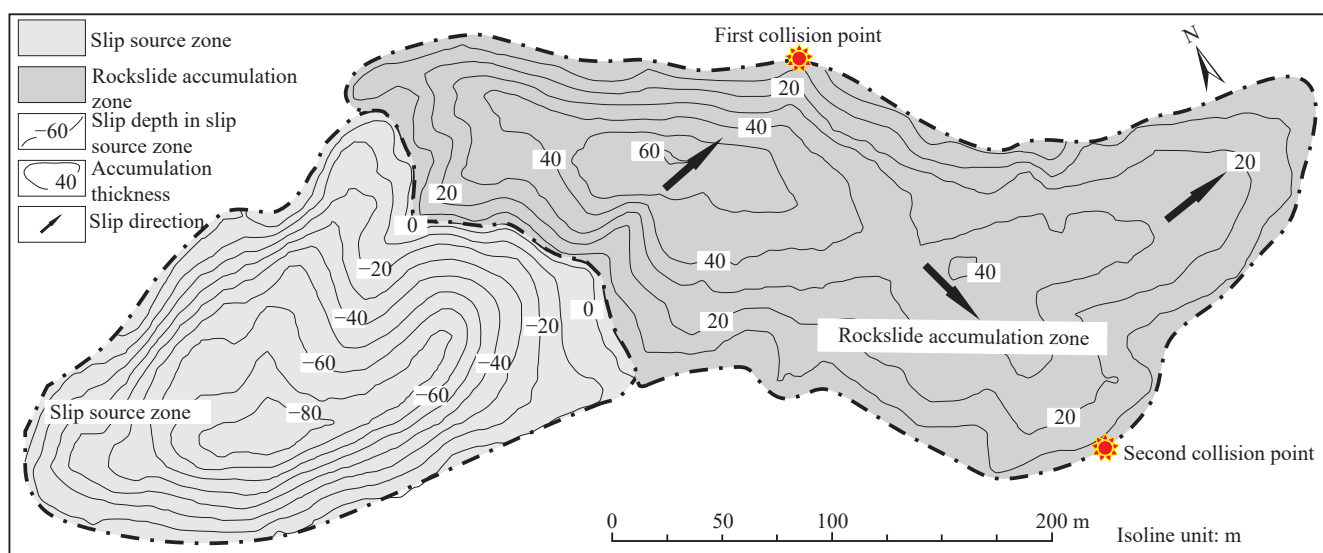 Slip source zone
Rockslide accumulation
zone
−60
Slip depth in slip
source zone
40
Accumulation
thickness
Slip direction
First collision point
N
20
40
60
40
20
20
0
−20
40
40
0
−20
20
−40
Rockslide accumulation zone
−60
−40
−60
Slip source zone
−80
20
Second collision point
0
50
100
200 m
Isoline unit: m